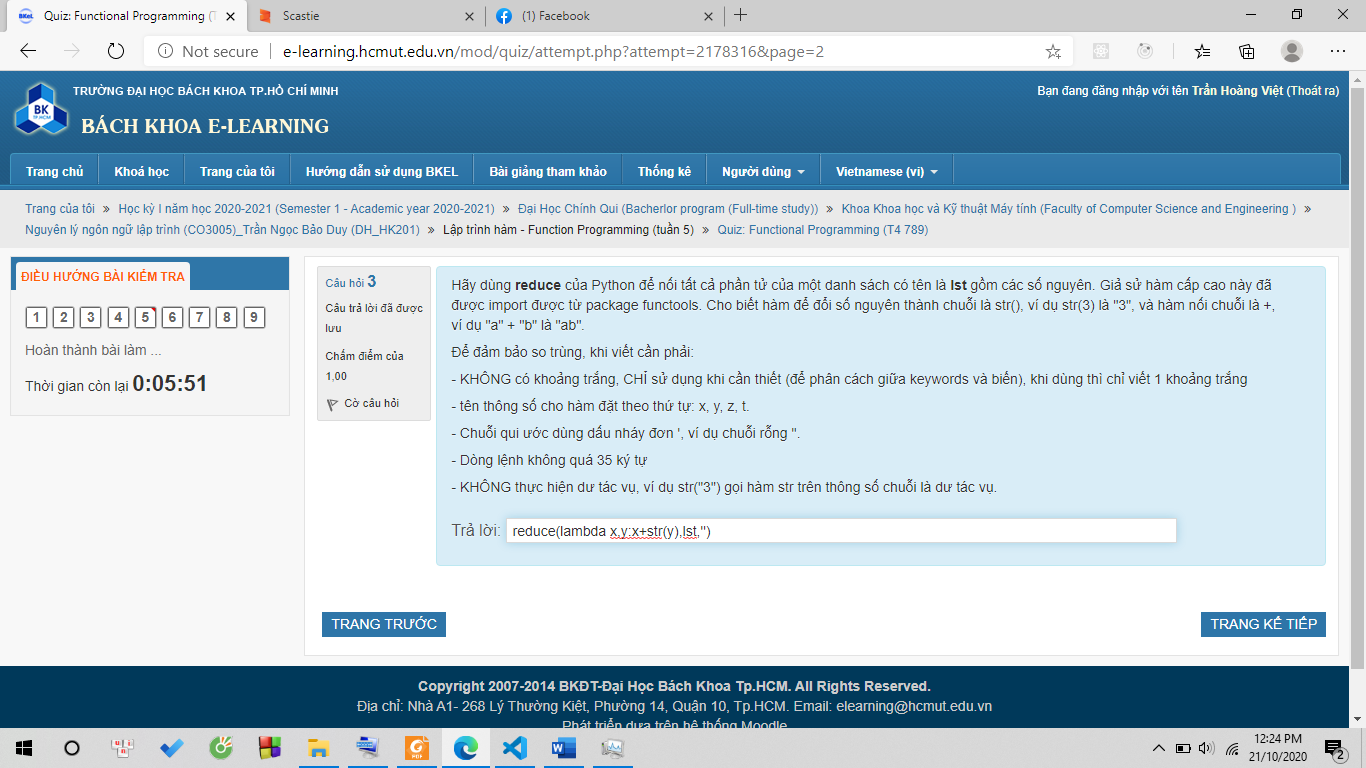 Quiz: Functional Programming (T
Scastie
(1) Facebook
Not secure
e-learning.hcmut.edu.vn/mod/quiz/attempt.php?attempt=2178316&page=2
BK
TP.HCM
TRƯỜNG ĐẠI HỌC BÁCH KHOA TP.HỒ CHÍ MINH
Bạn đang đăng nhập với tên Trần Hoàng Việt (Thoát ra)
BÁCH KHOA E-LEARNING
Trang chủ
Khoá học
Trang của tôi
Hướng dẫn sử dụng BKEL
Bài giảng tham khảo
Thống kê
Người dùng
Vietnamese (vi)
Trang của tôi » Học kỳ I năm học 2020-2021 (Semester 1 - Academic year 2020-2021) » Đại Học Chính Qui (Bacherlor program (Full-time study)) » Khoa Khoa học và Kỹ thuật Máy tính (Faculty of Computer Science and Engineering ) »
Nguyên lý ngôn ngữ lập trình (CO3005)_Trần Ngọc Bảo Duy (DH_HK201) » Lập trình hàm - Function Programming (tuần 5) » Quiz: Functional Programming (T4 789)
ĐIỀU HƯỚNG BÀI KIỂM TRA
1 2 3 4 5 6 7 8 9
Hoàn thành bài làm ...
Thời gian còn lại 0:05:51
Câu hỏi 3
Câu trả lời đã được
lưu
Chấm điểm của
1,00
Cờ câu hỏi
Hãy dùng reduce của Python để nối tất cả phần tử của một danh sách có tên là lst gồm các số nguyên. Giả sử hàm cấp cao này đã
được import được từ package functools. Cho biết hàm để đổi số nguyên thành chuỗi là str(), ví dụ str(3) là "3", và hàm nối chuỗi là +,
ví dụ "a" + "b" là "ab".
Để đảm bảo so trùng, khi viết cần phải:
- KHÔNG có khoảng trắng, CHỈ sử dụng khi cần thiết (để phân cách giữa keywords và biến), khi dùng thì chỉ viết 1 khoảng trắng
- tên thông số cho hàm đặt theo thứ tự: x, y, z, t.
- Chuỗi qui ước dùng dấu nháy đơn ', ví dụ chuỗi rỗng ''.
- Dòng lệnh không quá 35 ký tự
- KHÔNG thực hiện dư tác vụ, ví dụ str("3") gọi hàm str trên thông số chuỗi là dư tác vụ.
Trả lời: reduce(lambda x,y:x+str(y),lst,'')
TRANG TRƯỚC
TRANG KẾ TIẾP
Copyright 2007-2014 BKĐT-Đại Học Bách Khoa Tp.HCM. All Rights Reserved.
Địa chỉ: Nhà A1- 268 Lý Thường Kiệt, Phường 14, Quận 10, Tp.HCM. Email: elearning@hcmut.edu.vn
Phát triển dựa trên hệ thống Moodle
12:24 PM
21/10/2020
2